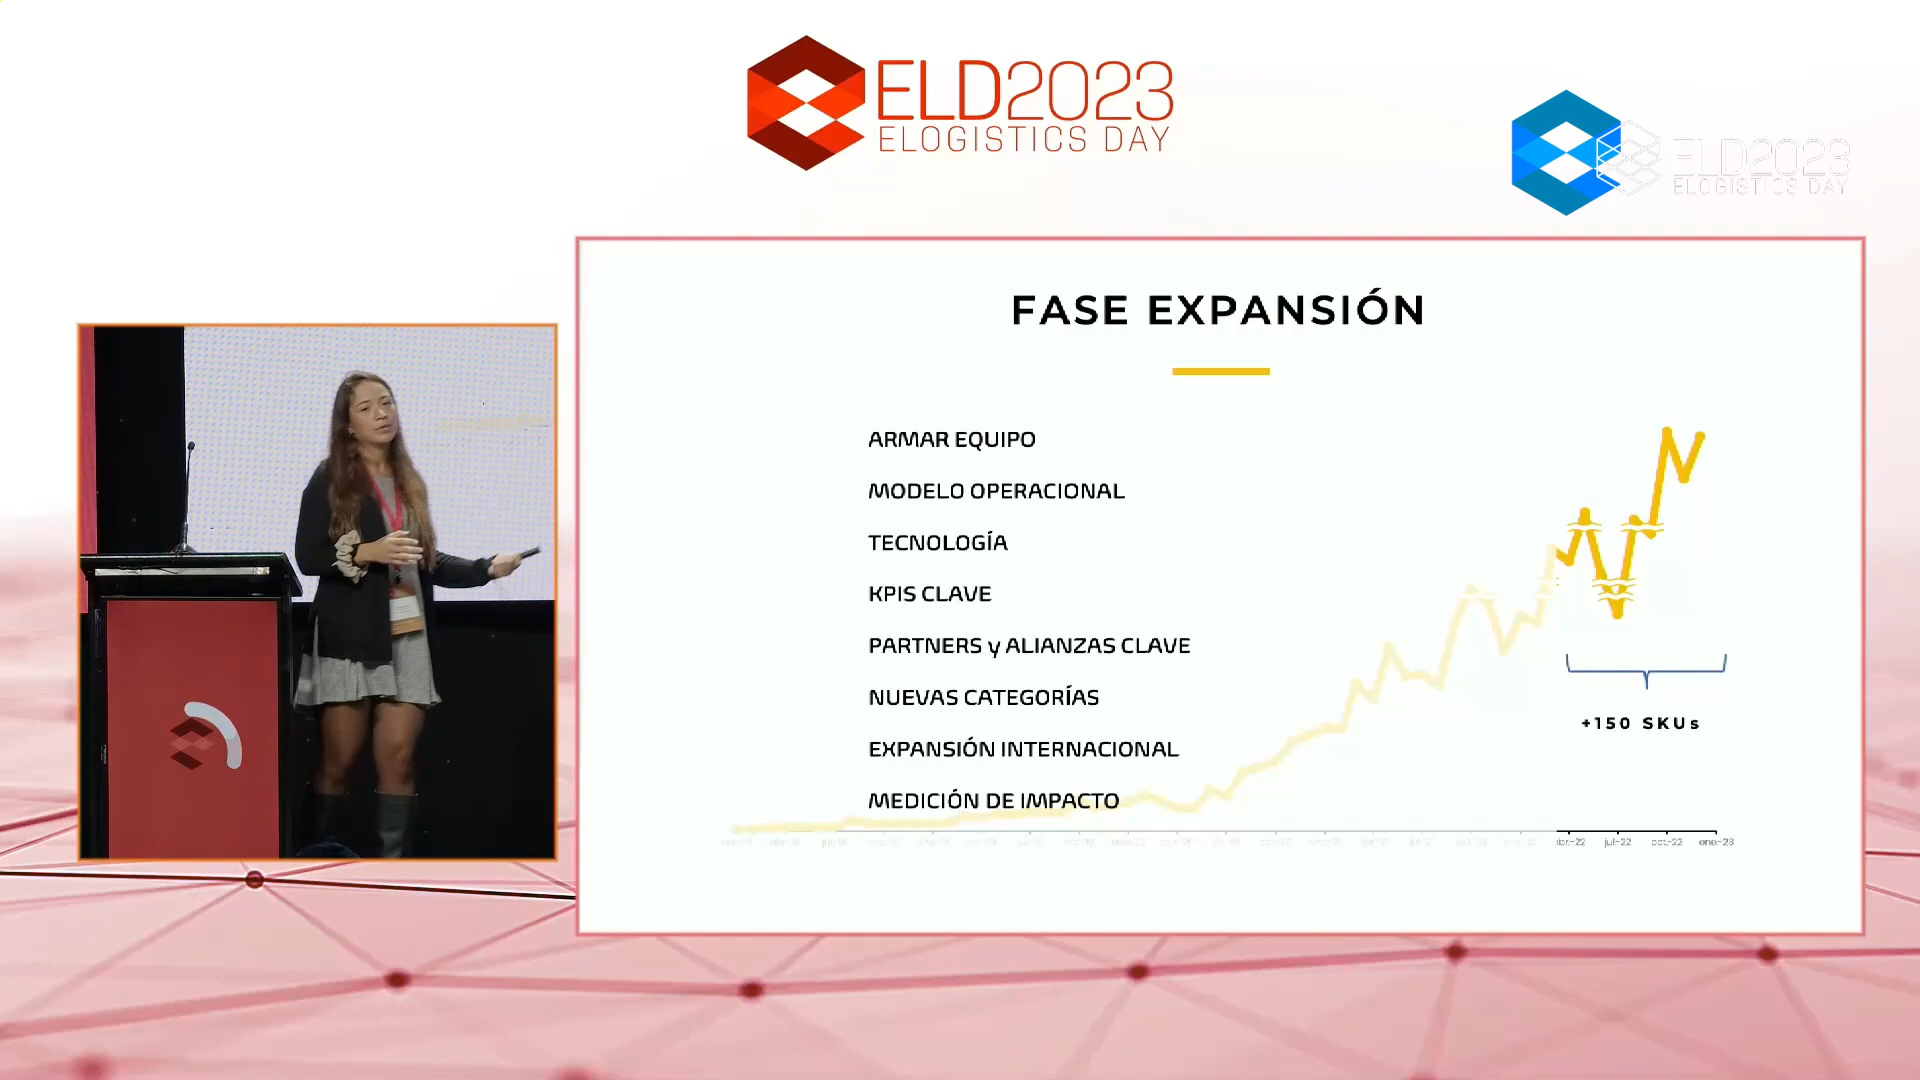 ELD2023
ELOGISTICS DAY
ELD2023
ELOGISTICS DAY
FASE EXPANSIÓN
ARMAR EQUIPO
MODELO OPERACIONAL
TECNOLOGÍA
KPIS CLAVE
PARTNERS y ALIANZAS CLAVE
NUEVAS CATEGORÍAS
EXPANSIÓN INTERNACIONAL
MEDICIÓN DE IMPACTO
+150 SKUs
jul-22 oct-22 ene-23